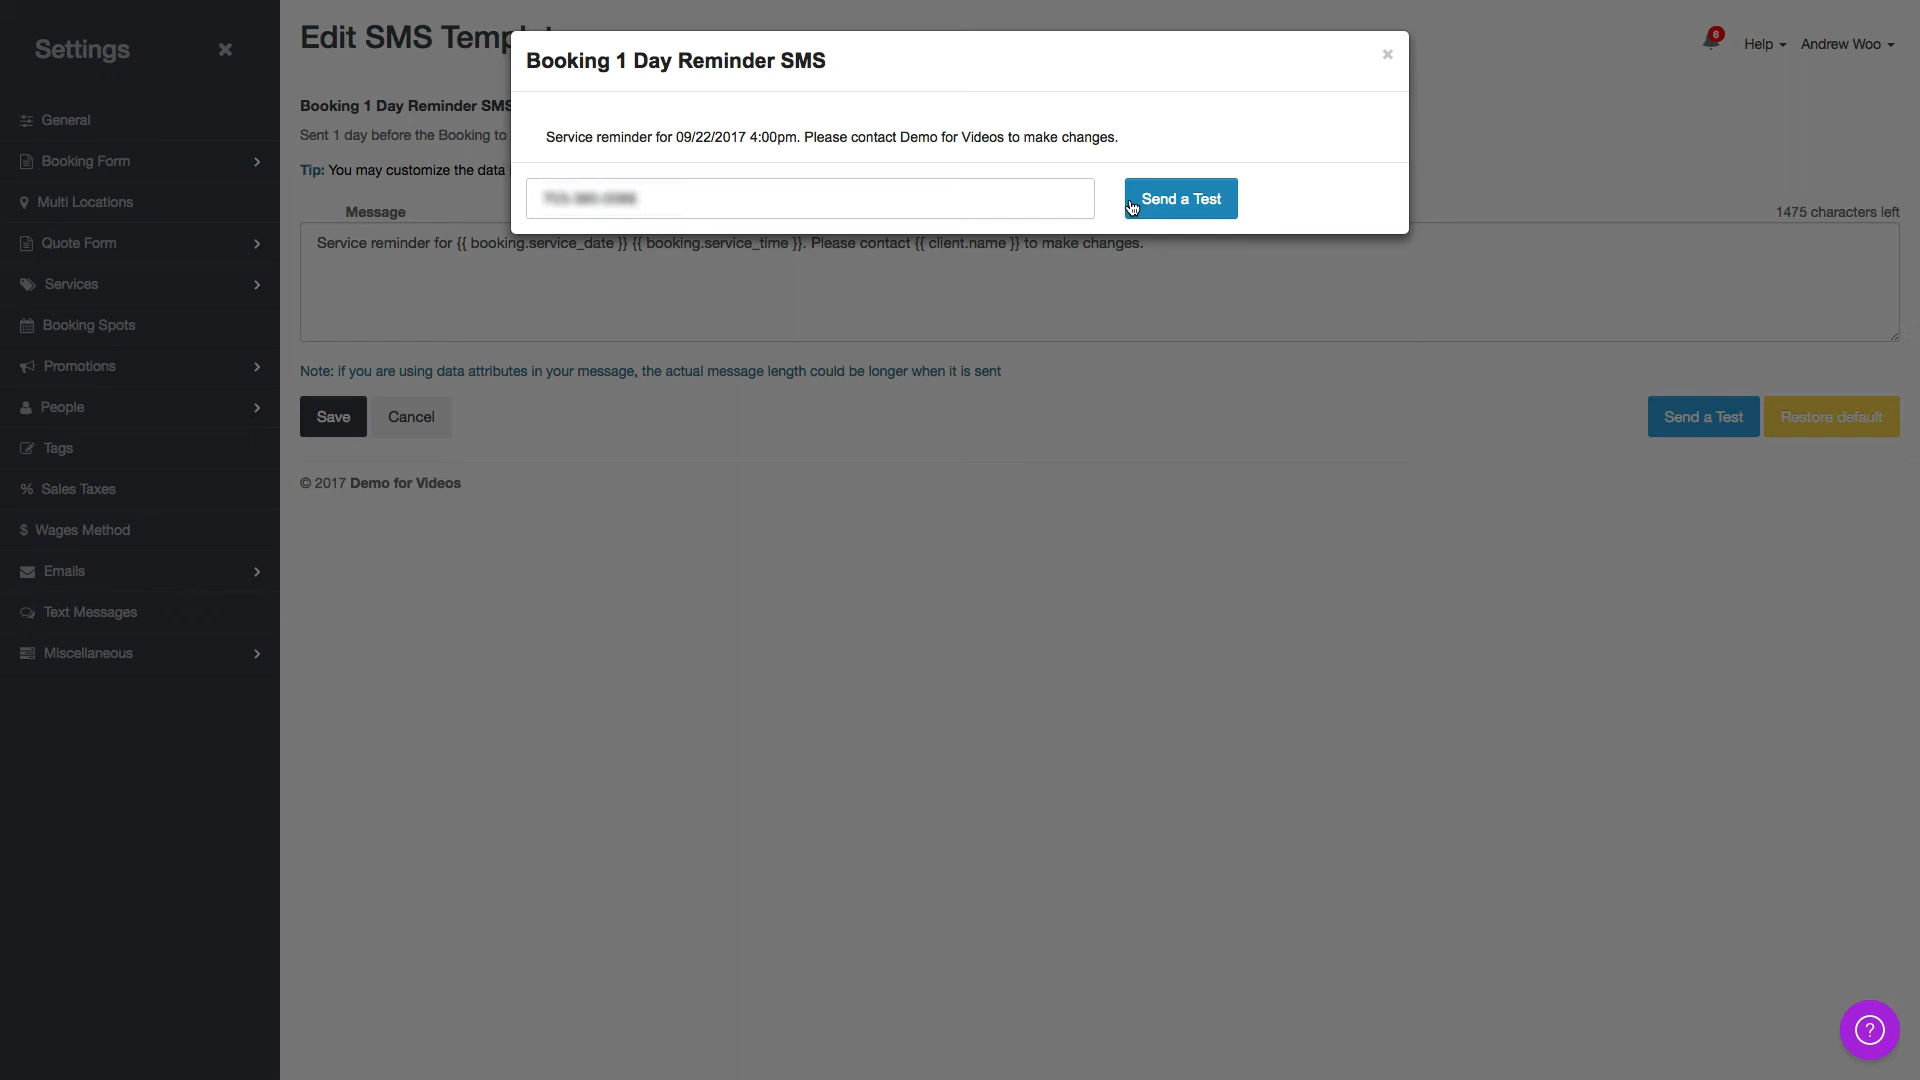 Settings
General
Booking Form
Multi Locations
Quote Form
Services
Booking Spots
Promotions
People
Tags
% Sales Taxes
$ Wages Method
Emails
Text Messages
Miscellaneous
Edit SMS
6
Help
Andrew Woo
Booking 1 Day Reminder SMS
Sent 1 day before the Booking to
Tip: You may customize the data
Booking 1 Day Reminder SMS
×
Service reminder for 09/22/2017 4:00pm. Please contact Demo for Videos to make changes.
Send a Test
Message
1475 characters left
Service reminder for {{ booking.service_date }} {{ booking.service_time }}. Please contact {{ client.name }} to make changes.
Note: if you are using data attributes in your message, the actual message length could be longer when it is sent
Save
Cancel
Send a Test
Restore default
© 2017 Demo for Videos
?